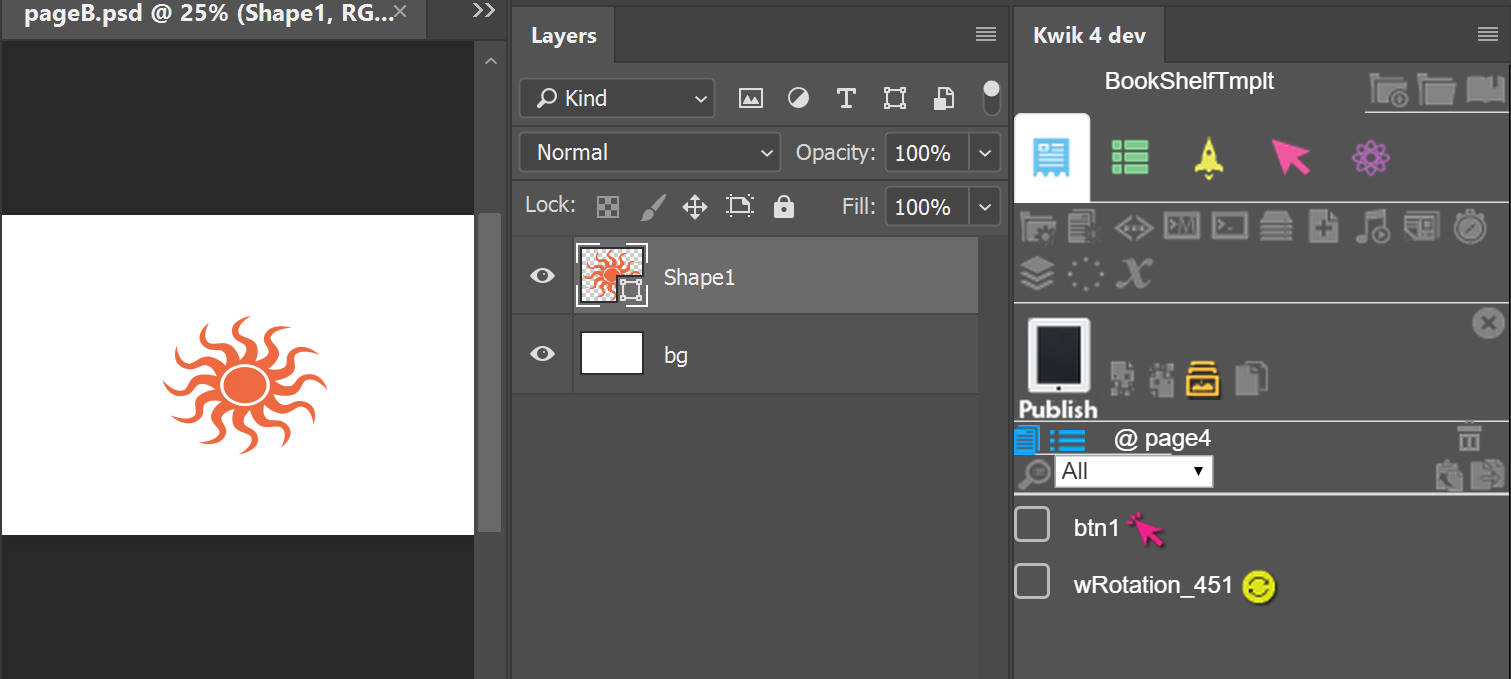 pageB.psd @ 25% (Shape1, RG...
Layers
Kind
Normal
Opacity: 100%
Lock:
Fill: 100%
Shape1
bg
Kwik 4 dev
BookShelfTmplt
Publish
@ page4
All
btn1
wRotation_451